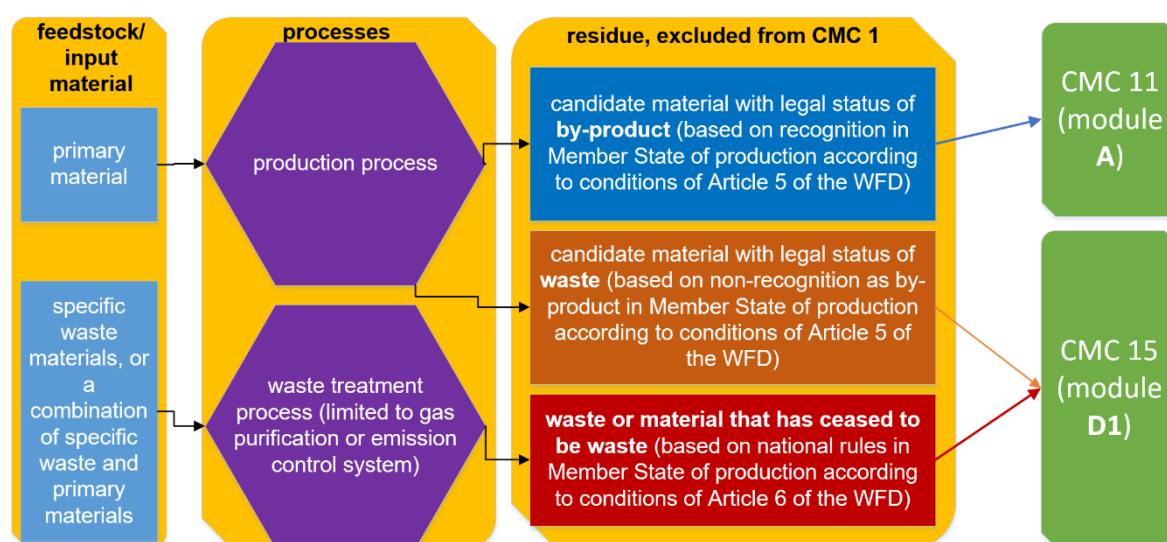 feedstock/
input
material
primary
material
specific
waste
materials, or
a
combination
of specific
waste and
primary
materials
processes
production process
waste treatment
process (limited to gas
purification or emission
control system)
residue, excluded from CMC 1
candidate material with legal status of
by-product (based on recognition in
Member State of production according
to conditions of Article 5 of the WFD)
candidate material with legal status of
waste (based on non-recognition as by-
product in Member State of production
according to conditions of Article 5 of
the WFD)
waste or material that has ceased to
be waste (based on national rules in
Member State of production according
to conditions of Article 6 of the WFD)
CMC 11
(module
A)
CMC 15
(module
D1)